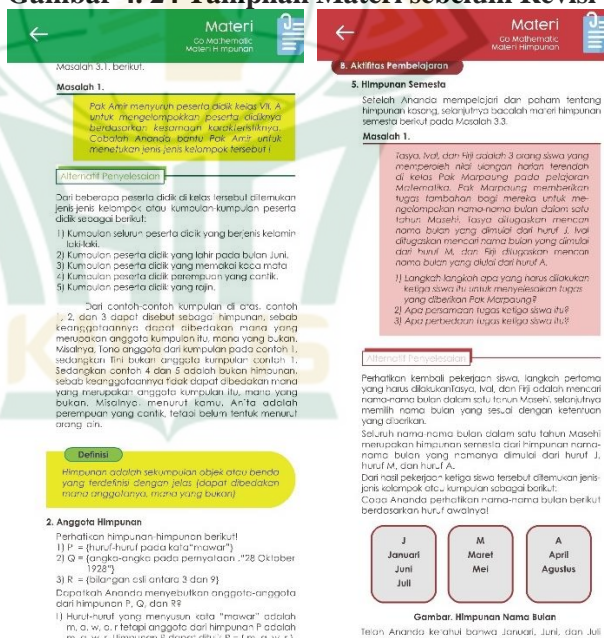 Gambar 4. 24 Tampilan Materi sebelum Revisi
Materi
Go Mathematic
Materi Himpunan
Masalah 3.1. berikut.
Masalah 1.
Pak Amir menyuruh peserta didik kelas VII. A
untuk mengelompokkan peserta didiknya
berdasarkan kesamaan karakteristiknya.
Cobalah Ananda bantu Pak Amir untuk
menetukan jenis-jenis kelompok tersebut !
Alternatif Penyelesaian
Dari beberapa peserta didik di kelas tersebut ditemukan
jenis-jenis kelompok atau kumpulan-kumpulan peserta
didik sebagai berikut:
1) Kumpulan seluruh peserta didik yang berjenis kelamin
laki-laki.
2) Kumpulan peserta didik yang lahir pada bulan Juni.
3) Kumpulan peserta didik yang memakai kaca mata
4) Kumpulan peserta didik perempuan yang cantik.
5) Kumpulan peserta didik yang rajin.
Dari contoh-contoh kumpulan di atas, contoh
1, 2, dan 3 dapat disebut sebagai himpunan, sebab
keanggotaannya dapat dibedakan mana yang
merupakan anggota kumpulan itu, mana yang bukan.
Misalnya, Tono anggota dari kumpulan pada contoh 1,
sedangkan Tini bukan anggota kumpulan contoh 1.
Sedangkan contoh 4 dan 5 adalah bukan himpunan,
sebab keanggotaannya tidak dapat dibedakan mana
yang merupakan anggota kumpulan itu, mana yang
bukan. Misalnya, menurut kamu, Anita adalah
perempuan yang cantik, tetapi belum tentuk menurut
orang lain.
Definisi
Himpunan adalah sekumpulan objek atau benda
yang terdefinisi dengan jelas (dapat dibedakan
mana anggotanya, mana yang bukan)
2. Anggota Himpunan
Perhatikan himpunan-himpunan berikut!
1) P = {huruf-huruf pada kata"mawar"}
2) Q = {angka-angka pada pernyataan ."28 Oktober
1928"}
3) R = {bilangan asli antara 3 dan 9}
Dapatkah Ananda menyebutkan anggota-anggota
dari himpunan P, Q, dan R?
1) Huruf-huruf yang menyusun kata "mawar" adalah
m, a, w, a, r tetapi anggota dari himpunan P adalah
m, a, w, r. Himpunan P dapat ditulis P = { m, a, w, r }.
Materi
Go Mathematic
Materi Himpunan
B. Aktifitas Pembelajaran
5. Himpunan Semesta
Setelah Ananda mempelajari dan paham tentang
himpunan kosong, selanjutnya bacalah materi himpunan
semesta berikut pada Masalah 3.3.
Masalah 1.
Tasya, Ival, dan Firji adalah 3 orang siswa yang
memperoleh nilai ulangan harian terendah
di kelas Pak Marpaung pada pelajaran
Matematika. Pak Marpaung memberikan
tugas tambahan bagi mereka untuk me-
ngelompokan nama-nama bulan dalam satu
tahun Masehi, Tasya ditugaskan mencari
nama bulan yang dimulai dari huruf J, Ival
ditugaskan mencari nama bulan yang dimulai
dari huruf M, dan Firji ditugaskan mencari
nama bulan yang diulai dari huruf A.
1) Langkah-langkah apa yang harus dilakukan
ketiga siswa itu untuk menyelesaikan tugas
yang diberikan Pak Marpaung?
2) Apa persamaan tugas ketiga siswa itu?
3) Apa perbedaan tugas ketiga siswa itu?
Alternatif Penyelesaian
Perhatikan kembali pekerjaan siswa, langkah pertama
yang harus dilakukanTasya, Ival, dan Firji adalah mencari
nama-nama bulan dalam satu tahun Masehi, selanjutnya
memilih nama bulan yang sesuai dengan ketentuan
yang diberikan.
Seluruh nama-nama bulan dalam satu tahun Masehi
merupakan himpunan semesta dari himpunan nama-
nama bulan yang namanya dimulai dari huruf J,
huruf M, dan huruf A.
Dari hasil pekerjaan ketiga siswa tersebut ditemukan jenis-
jenis kelompok atau kumpulan sebagai berikut:
Coba Ananda perhatikan nama-nama bulan berikut
berdasarkan huruf awalnya!
J
Januari
Juni
Juli
M
Maret
Mei
A
April
Agustus
Gambar. Himpunan Nama Bulan
Telah Ananda ketahui bahwa Januari, Juni, dan Juli